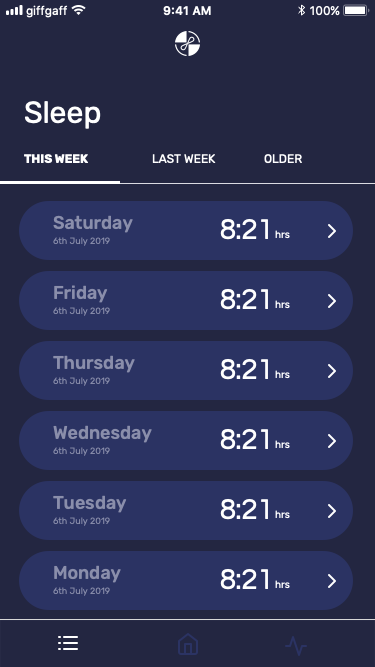 giffgaff 9:41 AM 100%
Sleep
THIS WEEK LAST WEEK OLDER
Saturday 8:21 hrs
6th July 2019
Friday 8:21 hrs
6th July 2019
Thursday 8:21 hrs
6th July 2019
Wednesday 8:21 hrs
6th July 2019
Tuesday 8:21 hrs
6th July 2019
Monday 8:21 hrs
6th July 2019